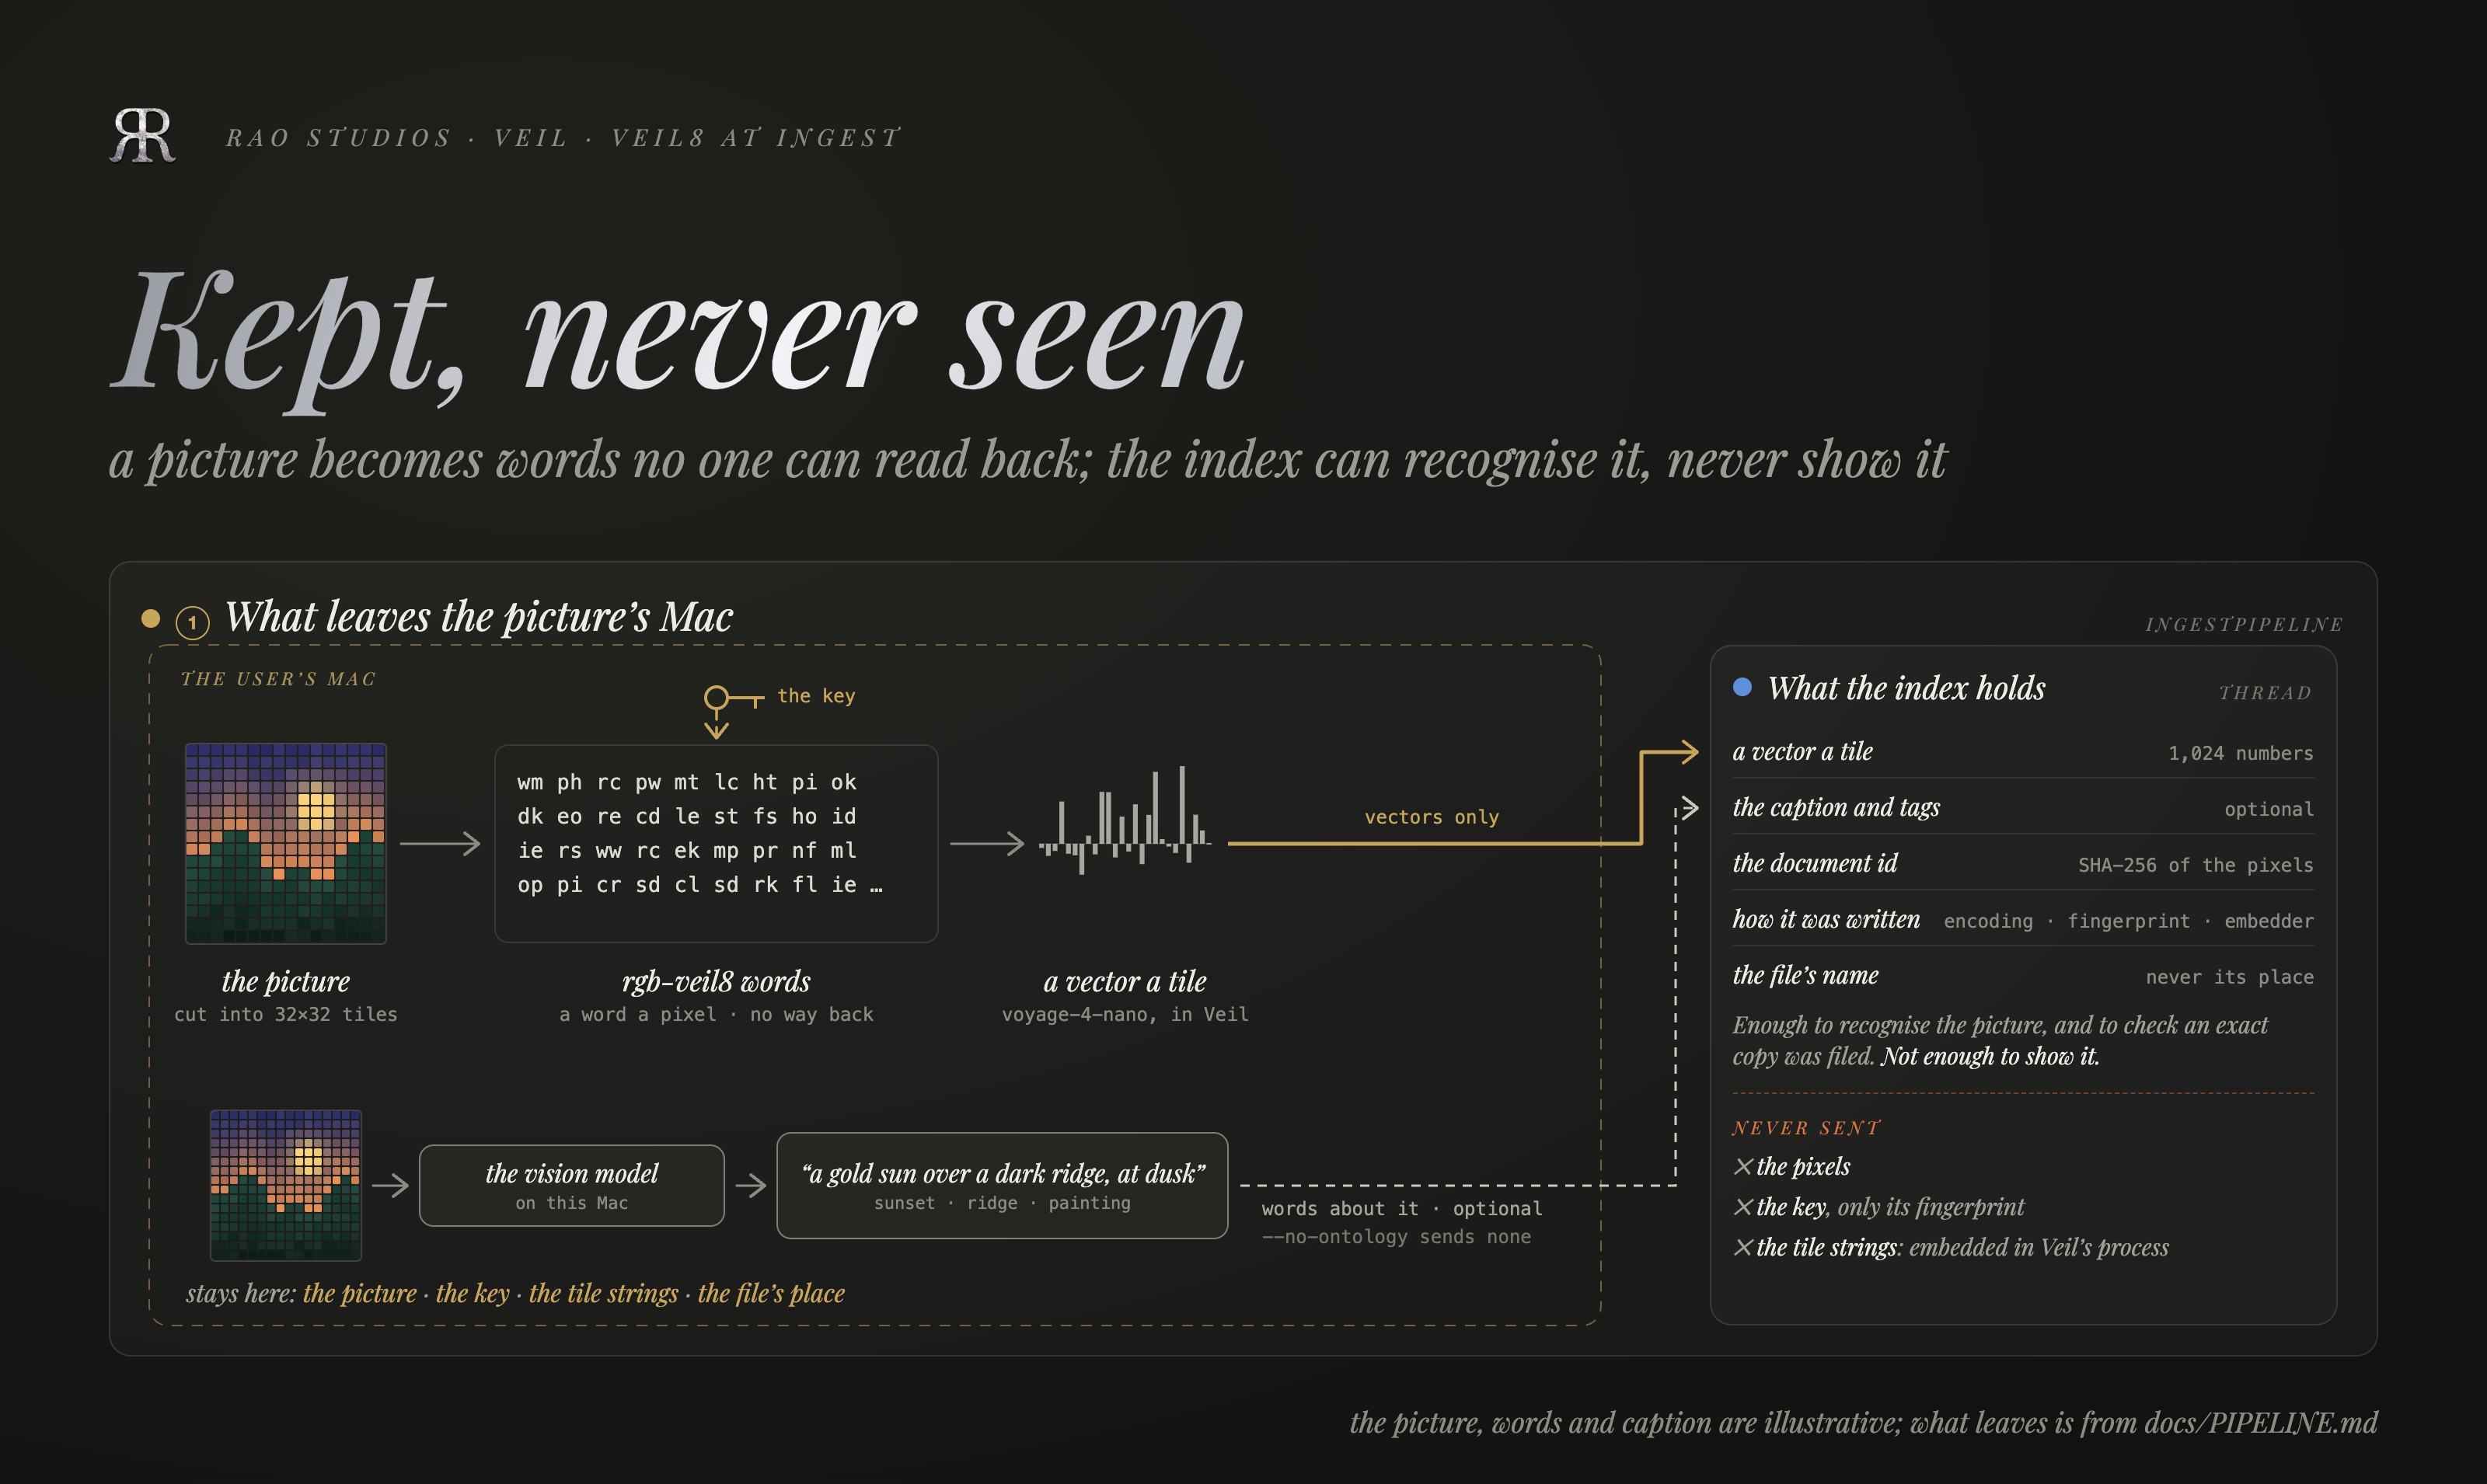 RR
RAO STUDIOS · VEIL · VEIL8 AT INGEST
Kept, never seen
a picture becomes words no one can read back; the index can recognise it, never show it
1 What leaves the picture’s Mac
INGESTPIPELINE
THE USER’S MAC
the key
wm ph rc pw mt lc ht pi ok
dk eo re cd le st fs ho id
ie rs ww rc ek mp pr nf ml
op pi cr sd cl sd rk fl ie …
vectors only
the picture
cut into 32×32 tiles
rgb-veil8 words
a word a pixel · no way back
a vector a tile
voyage-4-nano, in Veil
the vision model
on this Mac
“a gold sun over a dark ridge, at dusk”
sunset · ridge · painting
words about it · optional
--no-ontology sends none
stays here: the picture · the key · the tile strings · the file’s place
What the index holds
THREAD
a vector a tile 1,024 numbers
the caption and tags optional
the document id SHA-256 of the pixels
how it was written encoding · fingerprint · embedder
the file’s name never its place
Enough to recognise the picture, and to check an exact
copy was filed. Not enough to show it.
NEVER SENT
× the pixels
× the key, only its fingerprint
× the tile strings: embedded in Veil’s process
the picture, words and caption are illustrative; what leaves is from docs/PIPELINE.md